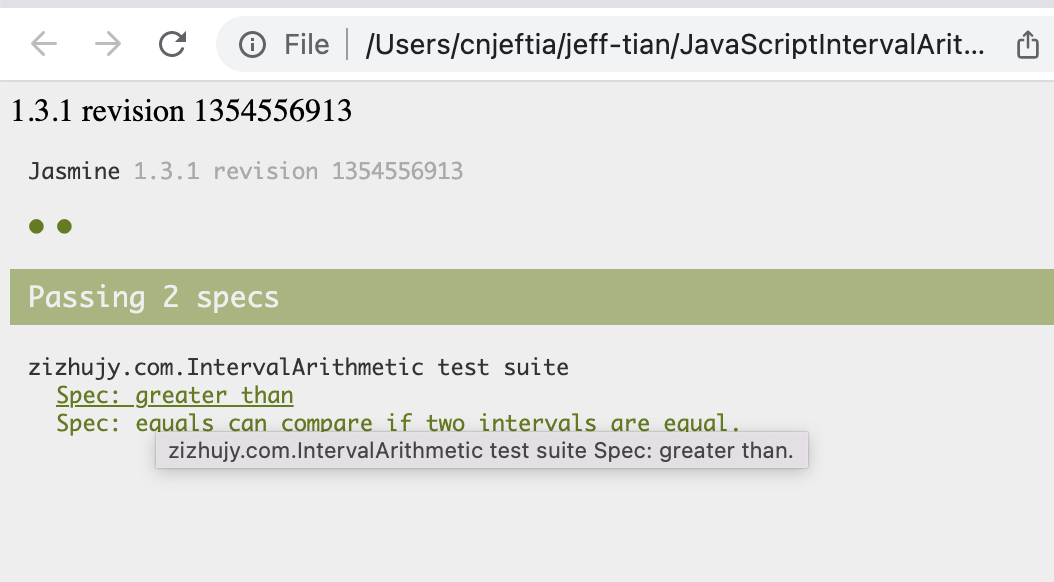 File /Users/cnjeftia/jeff-tian/JavaScriptIntervalArit...
1.3.1 revision 1354556913
Jasmine 1.3.1 revision 1354556913
Passing 2 specs
zizhujy.com.IntervalArithmetic test suite
Spec: greater than
Spec: equals can compare if two intervals are equal.
zizhujy.com.IntervalArithmetic test suite Spec: greater than.